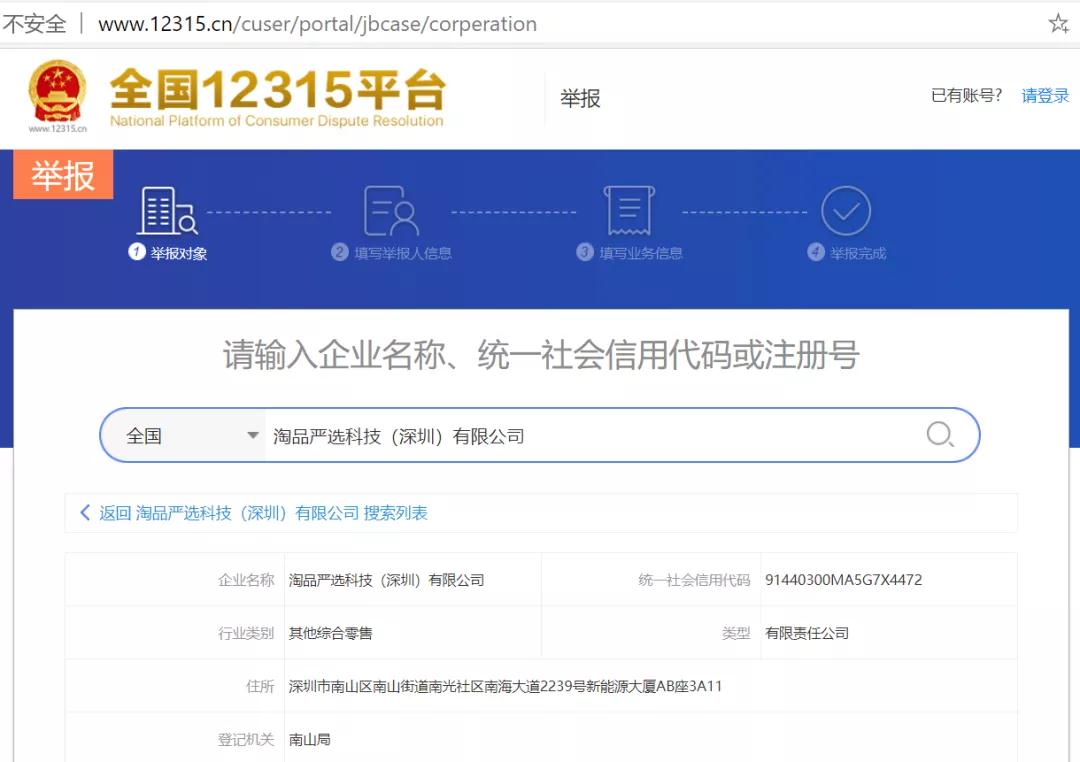 不安全 | www.12315.cn/cuser/portal/jbcase/corperation
全国12315平台
National Platform of Consumer Dispute Resolution
www.12315.cn
举报
已有账号? 请登录
举报
1 举报对象 2 填写举报人信息 3 填写业务信息 4 举报完成
请输入企业名称、统一社会信用代码或注册号
全国 淘品严选科技（深圳）有限公司
返回 淘品严选科技（深圳）有限公司 搜索列表
企业名称 淘品严选科技（深圳）有限公司 统一社会信用代码 91440300MA5G7X4472
行业类别 其他综合零售 类型 有限责任公司
住所 深圳市南山区南山街道南光社区南海大道2239号新能源大厦AB座3A11
登记机关 南山局